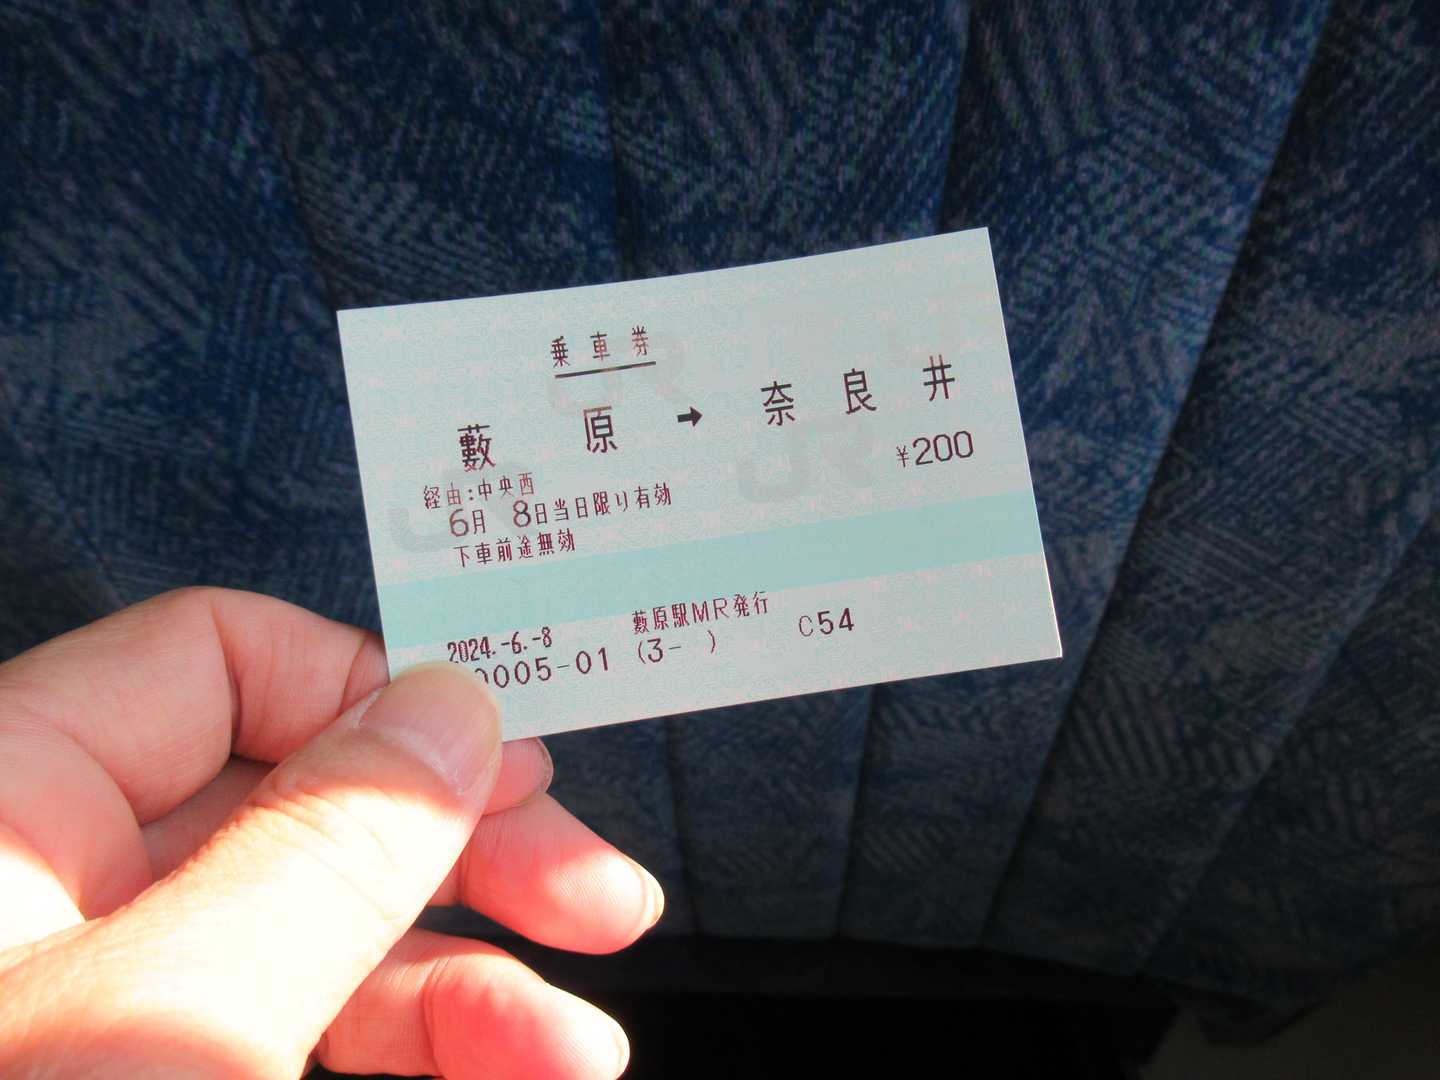 乗車券
藪原→奈良井
¥200
経由:中央西
6月 8日当日限り有効
下車前途無効
藪原駅MR発行
2024.-6.-8
0005-01 (3- ) C54